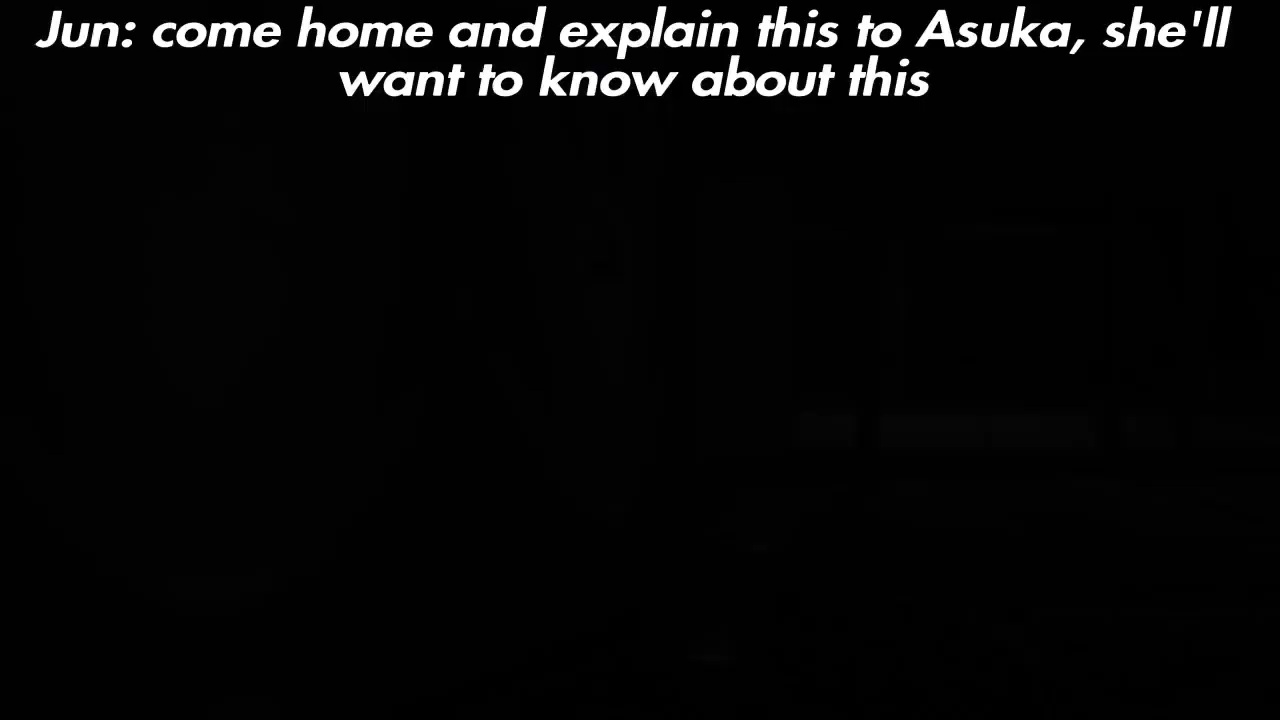 Jun: come home and explain this to Asuka, she'll
want to know about this